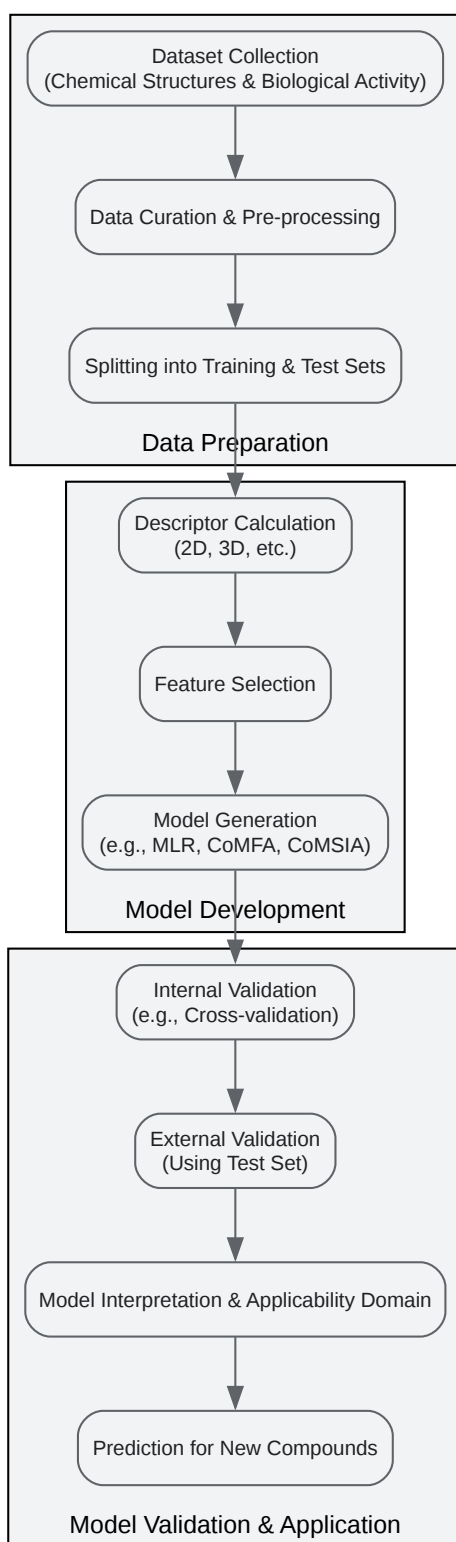 Dataset Collection
(Chemical Structures & Biological Activity)
Data Curation & Pre-processing
Splitting into Training & Test Sets
Data Preparation
Descriptor Calculation
(2D, 3D, etc.)
Feature Selection
Model Generation
(e.g., MLR, CoMFA, CoMSIA)
Model Development
Internal Validation
(e.g., Cross-validation)
External Validation
(Using Test Set)
Model Interpretation & Applicability Domain
Prediction for New Compounds
Model Validation & Application